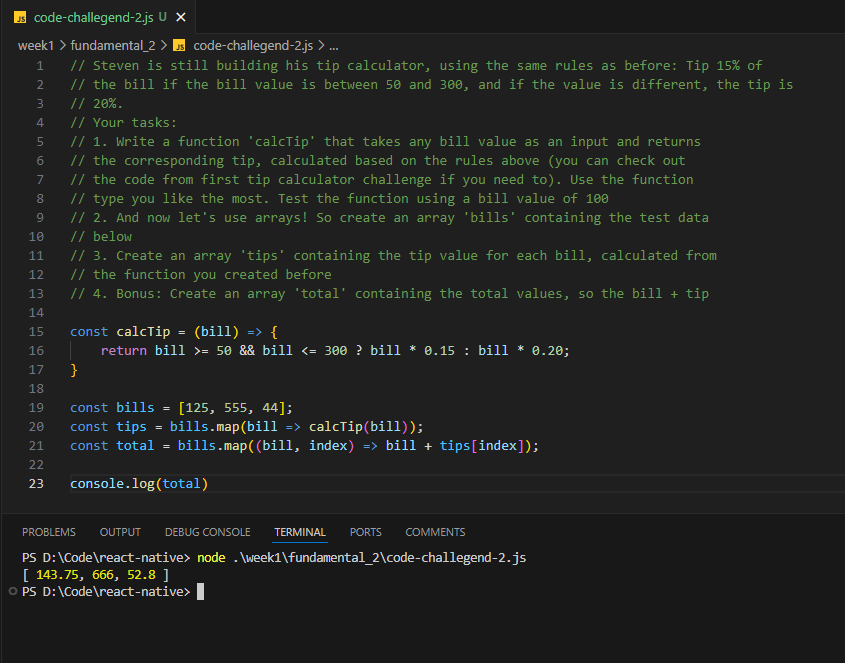 JS code-challegend-2.js U ×
week1 > fundamental_2 > JS code-challegend-2.js > ...
1 // Steven is still building his tip calculator, using the same rules as before: Tip 15% of
2 // the bill if the bill value is between 50 and 300, and if the value is different, the tip is
3 // 20%.
4 // Your tasks:
5 // 1. Write a function 'calcTip' that takes any bill value as an input and returns
6 // the corresponding tip, calculated based on the rules above (you can check out
7 // the code from first tip calculator challenge if you need to). Use the function
8 // type you like the most. Test the function using a bill value of 100
9 // 2. And now let's use arrays! So create an array 'bills' containing the test data
10 // below
11 // 3. Create an array 'tips' containing the tip value for each bill, calculated from
12 // the function you created before
13 // 4. Bonus: Create an array 'total' containing the total values, so the bill + tip
14
15 const calcTip = (bill) => {
16     return bill >= 50 && bill <= 300 ? bill * 0.15 : bill * 0.20;
17 }
18
19 const bills = [125, 555, 44];
20 const tips = bills.map(bill => calcTip(bill));
21 const total = bills.map((bill, index) => bill + tips[index]);
22
23 console.log(total)
PROBLEMS OUTPUT DEBUG CONSOLE TERMINAL PORTS COMMENTS
PS D:\Code\react-native> node .\week1\fundamental_2\code-challegend-2.js
[ 143.75, 666, 52.8 ]
PS D:\Code\react-native>